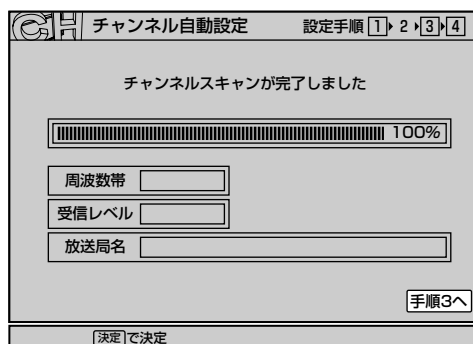 CH チャンネル自動設定 設定手順 1 2 3 4
チャンネルスキャンが完了しました
100%
周波数帯
受信レベル
放送局名
手順3へ
決定で決定